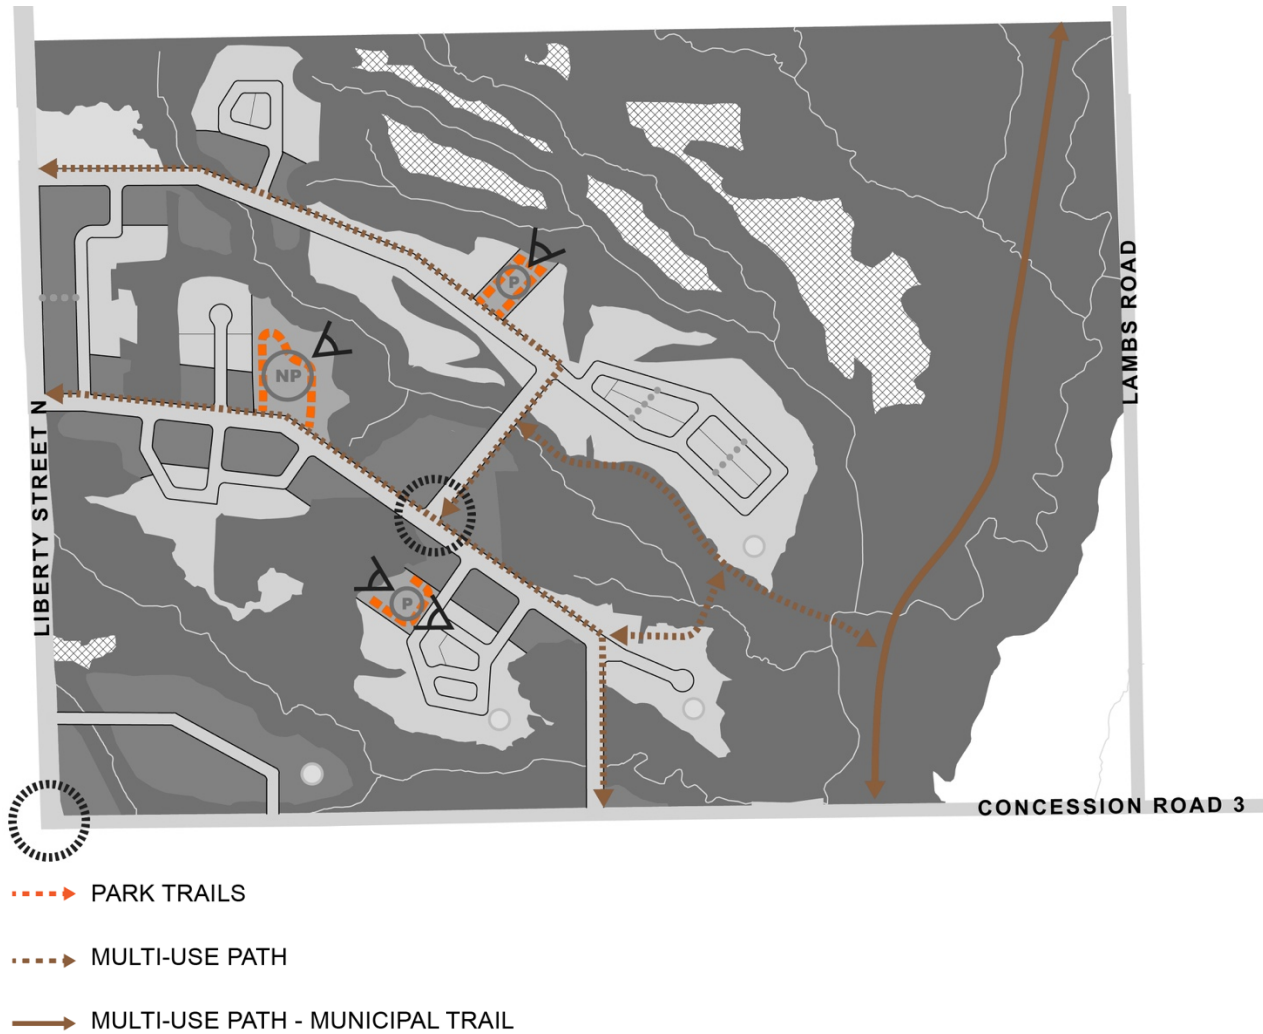 P
NP
LAMBS ROAD
LIBERTY STREET N
P
CONCESSION ROAD 3
PARK TRAILS
MULTI-USE PATH
MULTI-USE PATH - MUNICIPAL TRAIL